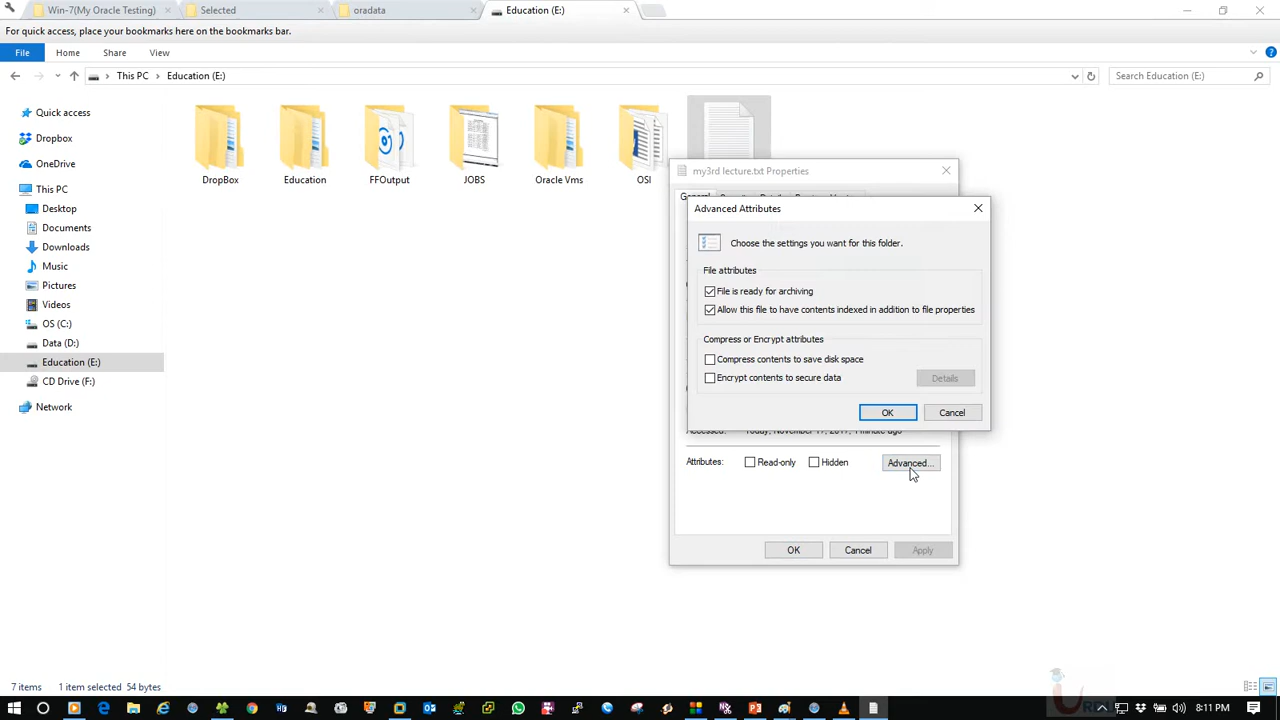 Win-7(My Oracle Testing)
Selected
oradata
Education (E:)
For quick access, place your bookmarks here on the bookmarks bar.
File
Home
Share
View
This PC
Education (E:)
Search Education (E:)
Quick access
Dropbox
OneDrive
This PC
Desktop
Documents
Downloads
Music
Pictures
Videos
OS (C:)
Data (D:)
Education (E:)
CD Drive (F:)
Network
DropBox
Education
FFOutput
JOBS
Oracle Vms
OSI
my3rd lecture.txt Properties
Advanced Attributes
Choose the settings you want for this folder.
File attributes
File is ready for archiving
Allow this file to have contents indexed in addition to file properties
Compress or Encrypt attributes
Compress contents to save disk space
Encrypt contents to secure data
Details
OK
Cancel
Attributes:
Read-only
Hidden
Advanced...
OK
Cancel
Apply
7 items
1 item selected 54 bytes
8:11 PM